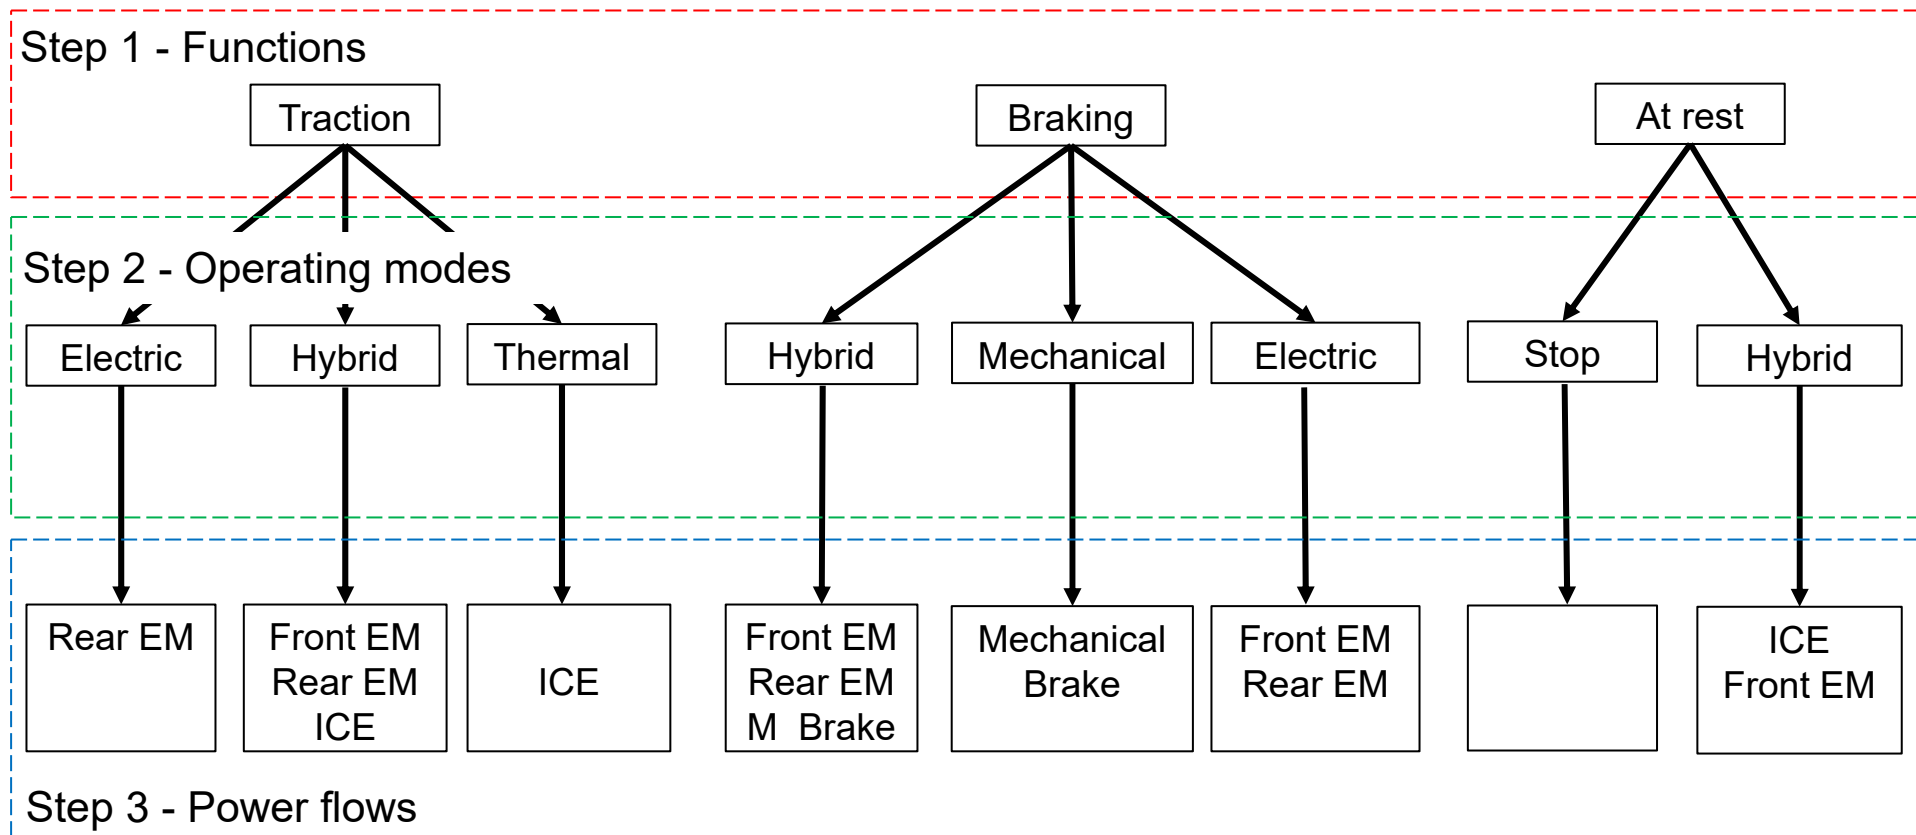 Step 1 - Functions
Traction
Braking
At rest
Step 2 - Operating modes
Electric
Hybrid
Thermal
Hybrid
Mechanical
Electric
Stop
Hybrid
Rear EM
Front EM
Rear EM
ICE
ICE
Front EM
Rear EM
M Brake
Mechanical
Brake
Front EM
Rear EM
ICE
Front EM
Step 3 - Power flows